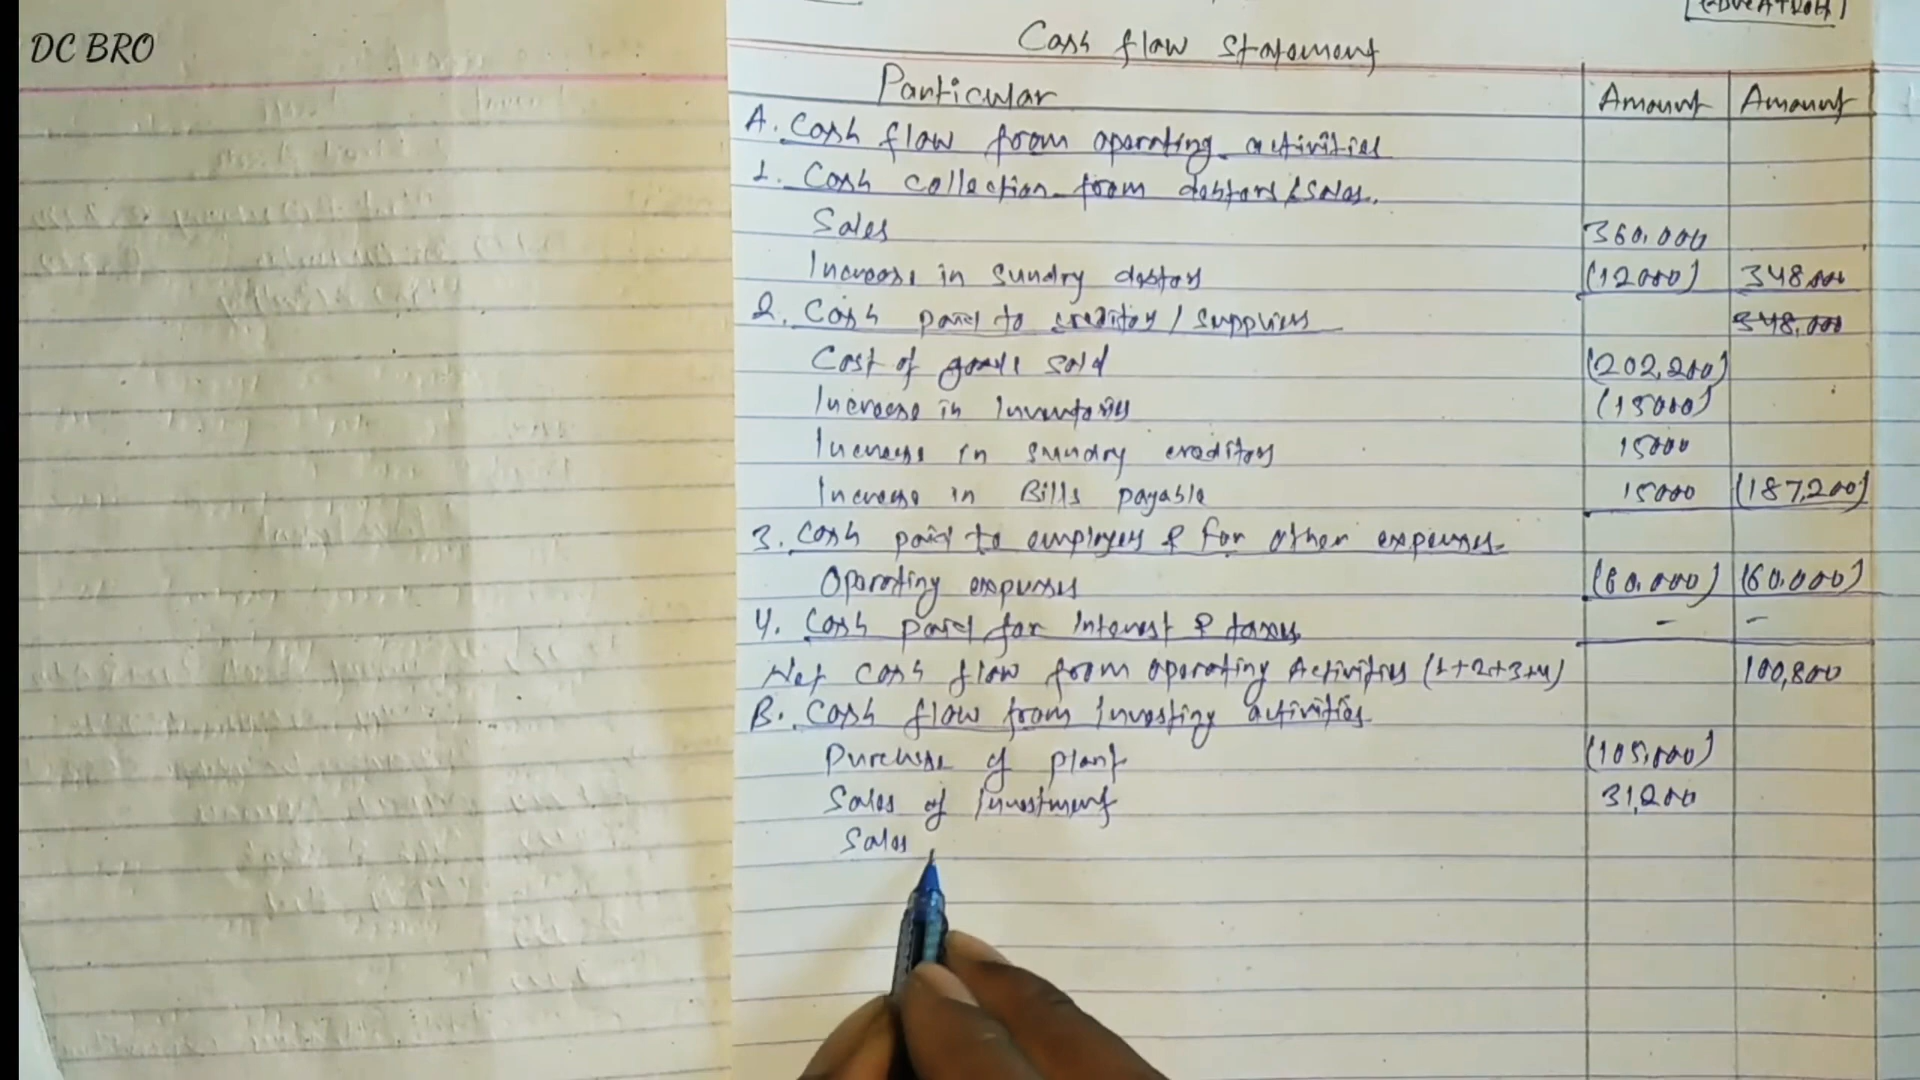 DC BRO
EDUCATION
Cash flow Statement
Particular Amount Amount
A. Cash flow from operating activities
1. Cash collection from debtors / Sales.
Sales 360,000
Increase in Sundry debtors (12000) 348,000
2. Cash paid to creditors / suppliers 348,000
Cost of goods sold (202,200)
Increase in Inventories (15000)
Increase in sundry creditors 15000
Increase in Bills payable 15000 (187,200)
3. Cash paid to employees & for other expenses.
Operating expenses (60,000) (60,000)
4. Cash paid for interest & taxes - -
Net cash flow from operating Activities (1+2+3+4) 100,800
B. Cash flow from Investing activities
Purchase of plant (105,000)
Sales of Investment 31,200
Sales